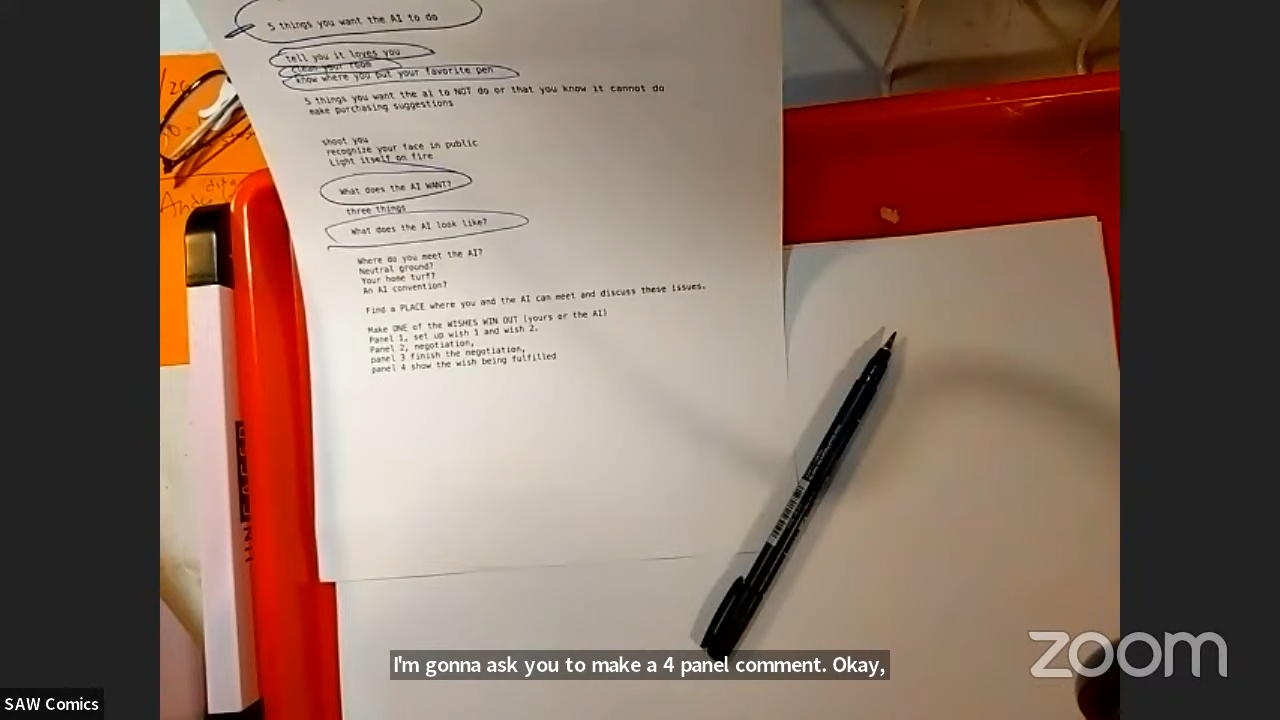 5 things you want the AI to do
tell you it loves you
clean your room
know where you put your favorite pen
5 things you want the ai to NOT do or that you know it cannot do
make purchasing suggestions
shoot you
recognize your face in public
Light itself on fire
What does the AI WANT?
three things
What does the AI look like?
Where do you meet the AI?
Neutral ground?
Your home turf?
An AI convention?
Find a PLACE where you and the AI can meet and discuss these issues.
Make ONE of the WISHES WIN OUT (yours or the AI)
Panel 1, set up wish 1 and wish 2.
Panel 2, negotiation,
panel 3 finish the negotiation,
panel 4 show the wish being fulfilled
I'm gonna ask you to make a 4 panel comment. Okay,
zoom
SAW Comics